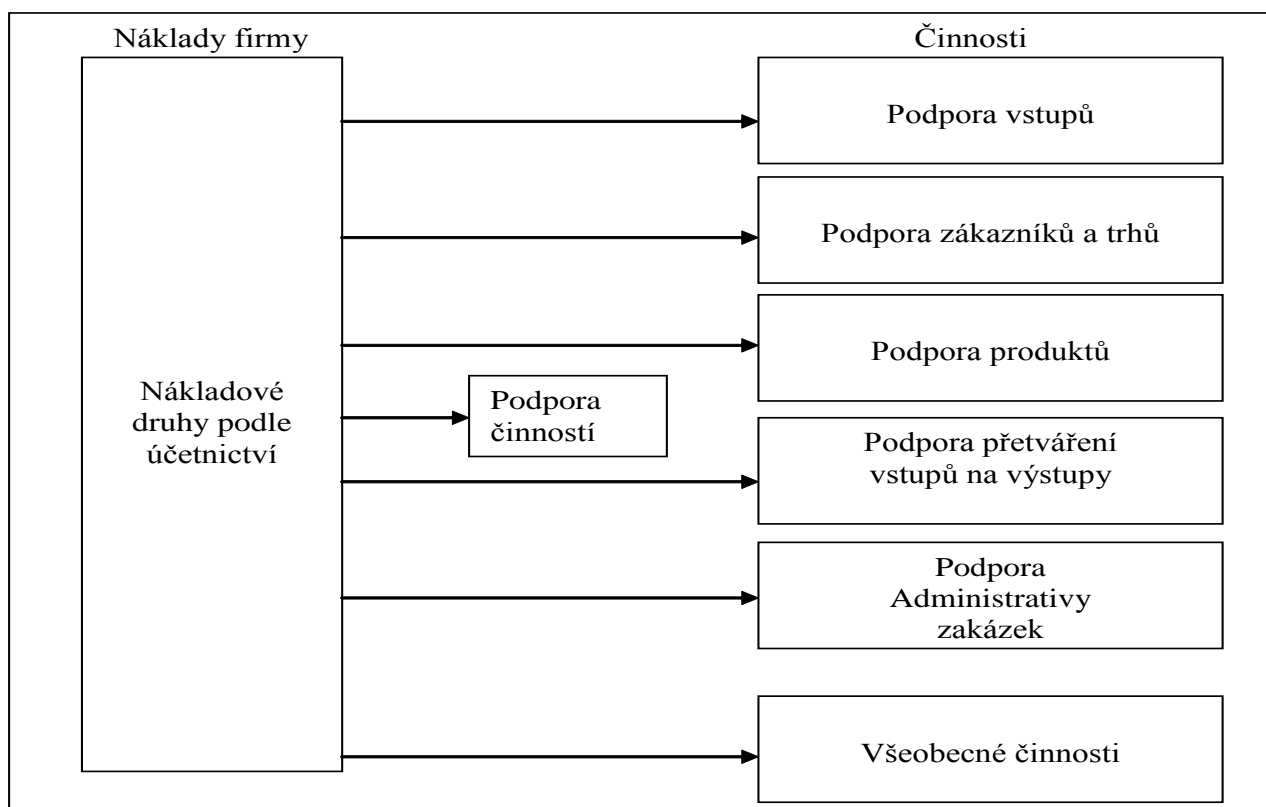 Náklady firmy
Činnosti
Podpora vstupů
Podpora zákazníků a trhů
Podpora produktů
Nákladové
druhy podle
účetnictví
Podpora
činností
Podpora přetváření
vstupů na výstupy
Podpora
Administrativy
zakázek
Všeobecné činnosti